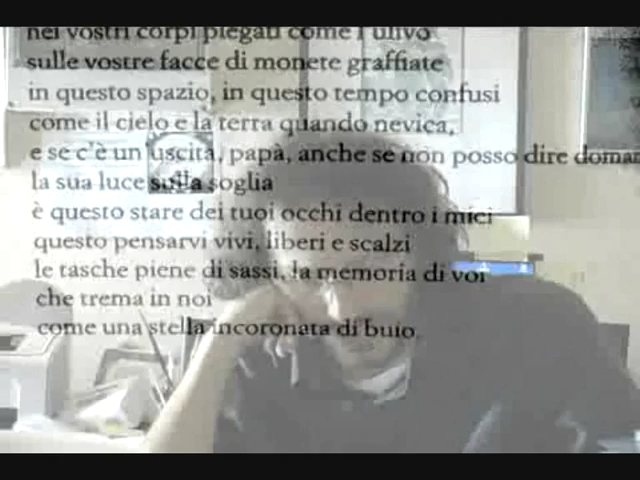 nei vostri corpi piegati come l'ulivo
sulle vostre facce di monete graffiate
in questo spazio, in questo tempo confusi
come il cielo e la terra quando nevica,
e se c'è un uscita, papà, anche se non posso dire doman
la sua luce sulla soglia
è questo stare dei tuoi occhi dentro i miei
questo pensarvi vivi, liberi e scalzi
le tasche piene di sassi, la memoria di voi
che trema in noi
come una stella incoronata di buio.